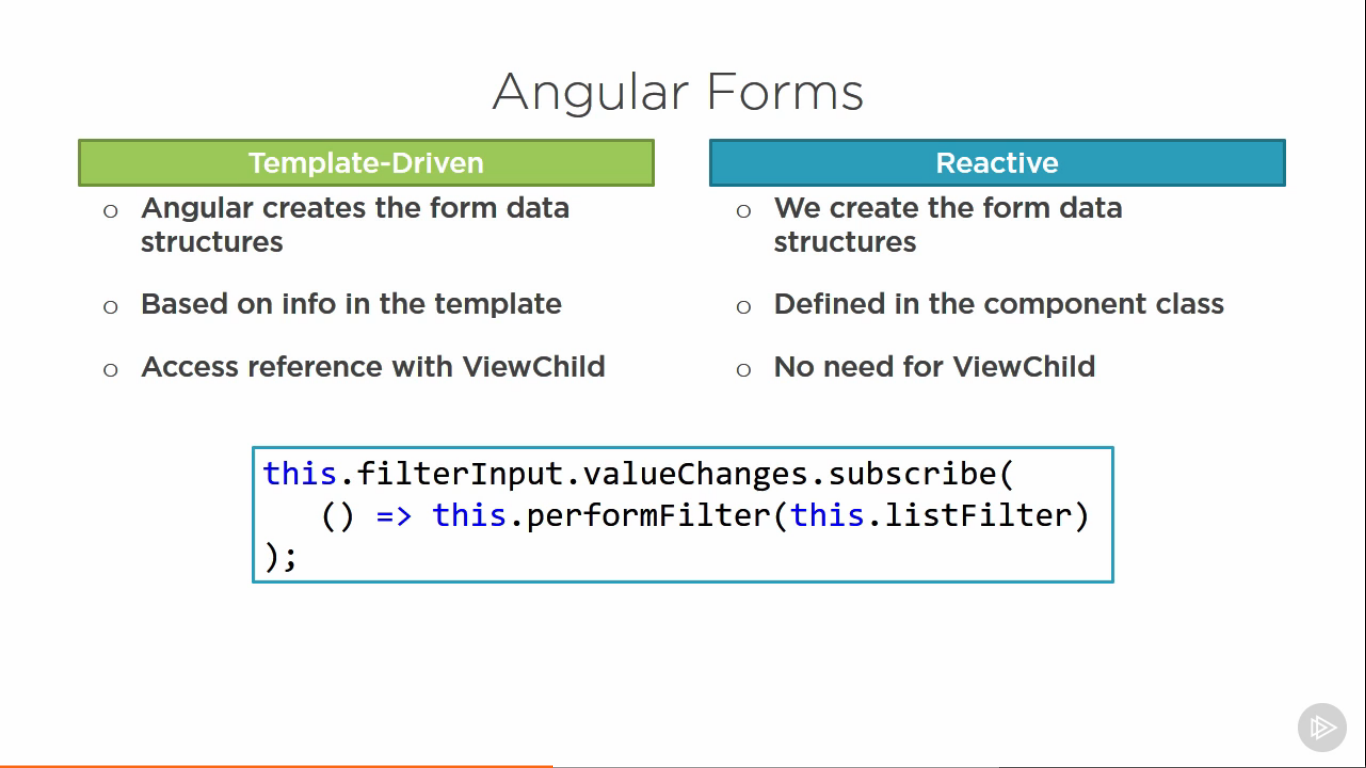 Angular Forms
Template-Driven
o Angular creates the form data
structures
o Based on info in the template
o Access reference with ViewChild
Reactive
o We create the form data
structures
o Defined in the component class
o No need for ViewChild
this.filterInput.valueChanges.subscribe(
() => this.performFilter(this.listFilter)
);